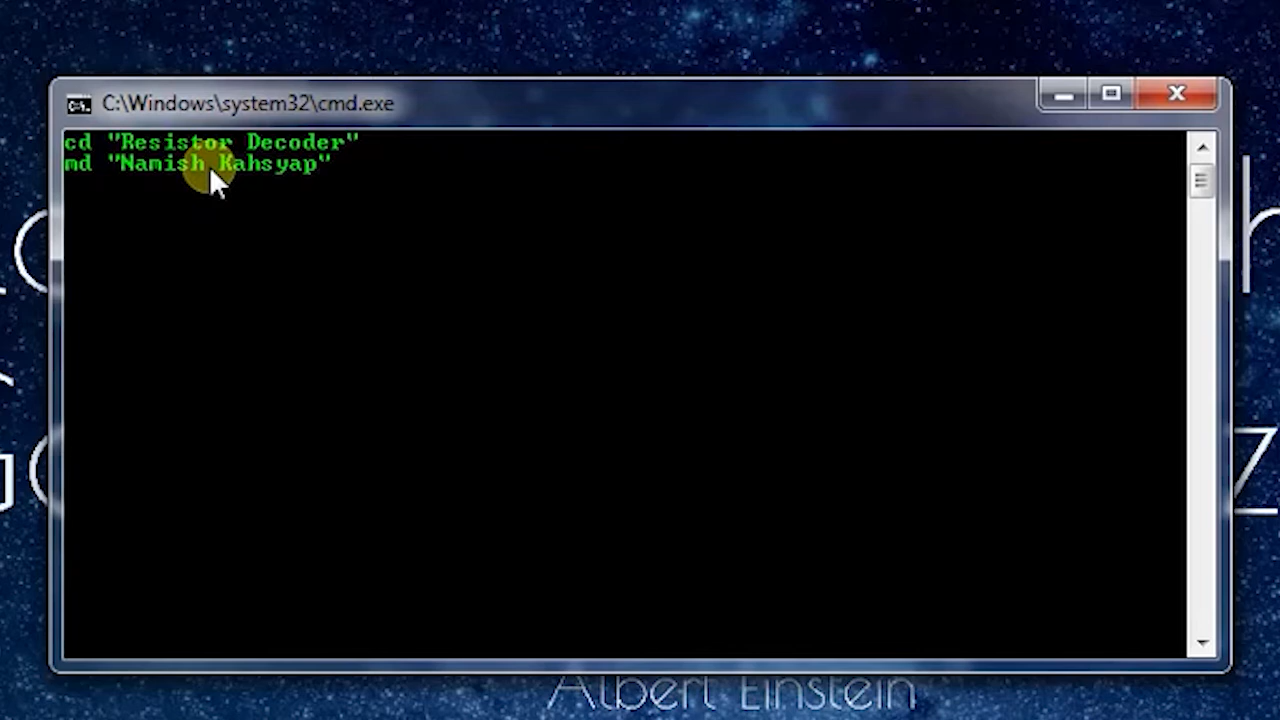 C:\Windows\system32\cmd.exe
cd "Resistor Decoder"
md "Namish Kahsyap"
Albert Einstein